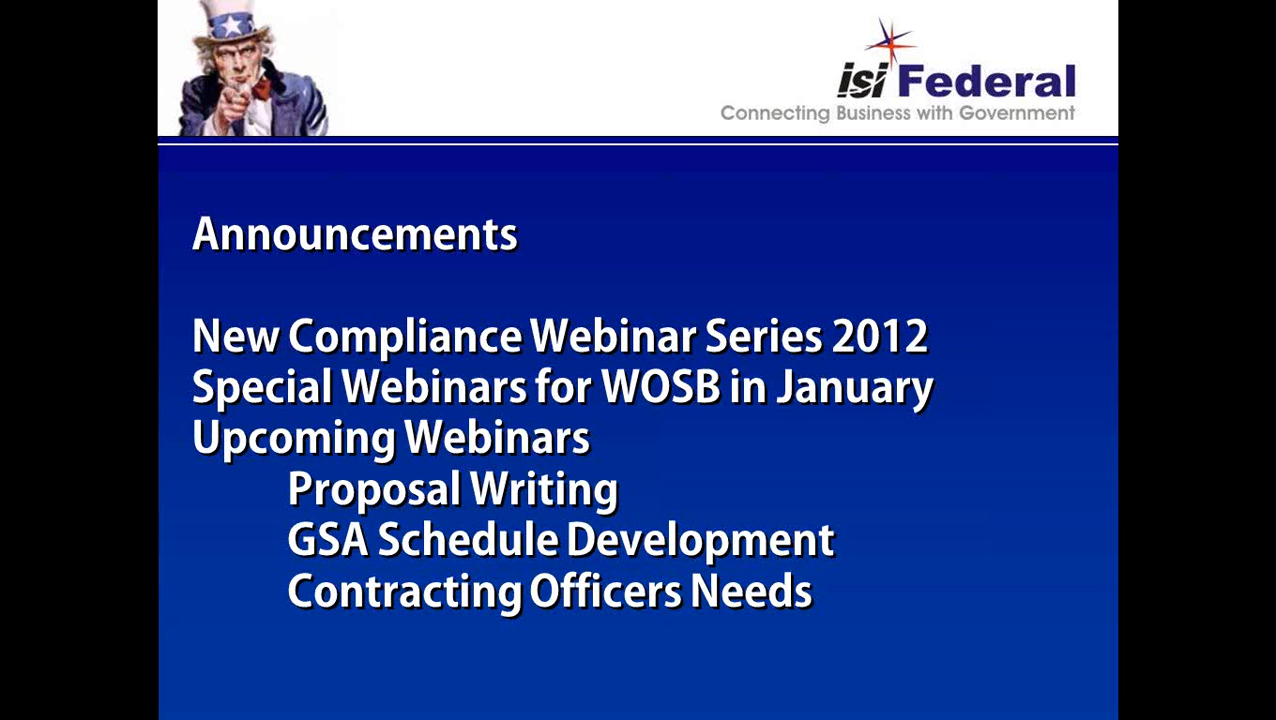 isi Federal
Connecting Business with Government
Announcements
New Compliance Webinar Series 2012
Special Webinars for WOSB in January
Upcoming Webinars
Proposal Writing
GSA Schedule Development
Contracting Officers Needs